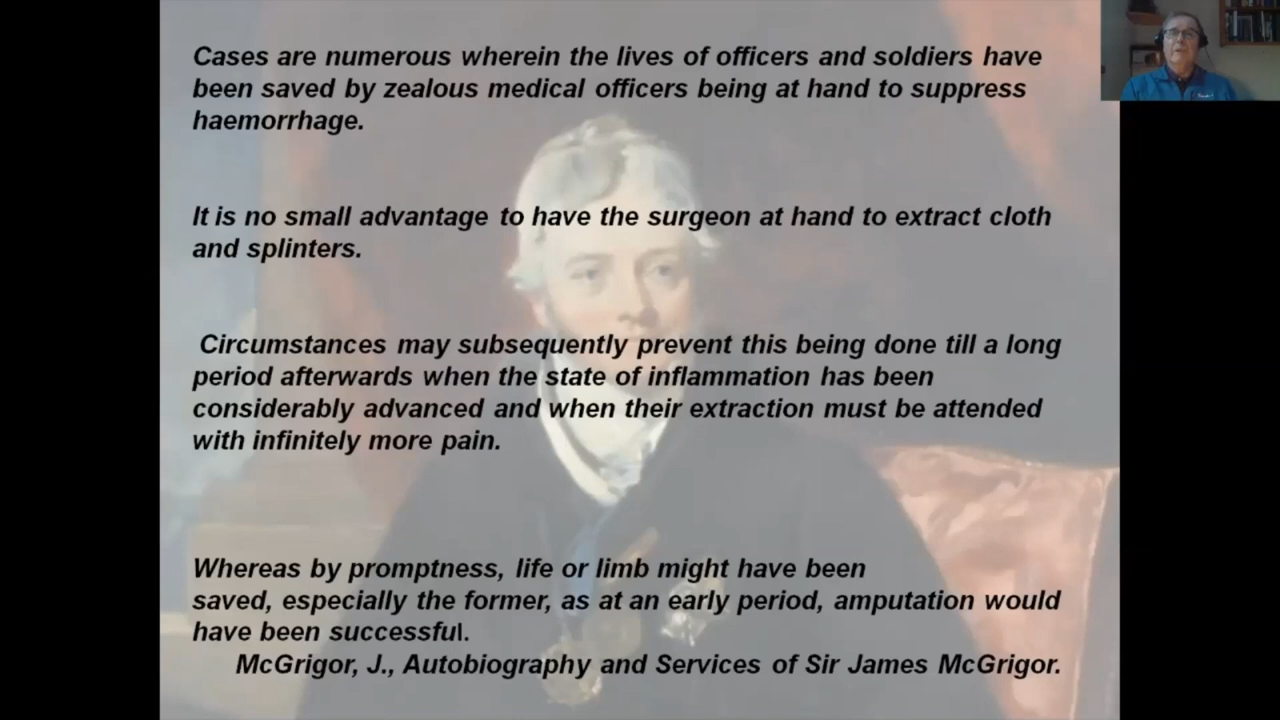 Cases are numerous wherein the lives of officers and soldiers have
been saved by zealous medical officers being at hand to suppress
haemorrhage.
It is no small advantage to have the surgeon at hand to extract cloth
and splinters.
Circumstances may subsequently prevent this being done till a long
period afterwards when the state of inflammation has been
considerably advanced and when their extraction must be attended
with infinitely more pain.
Whereas by promptness, life or limb might have been
saved, especially the former, as at an early period, amputation would
have been successful.
McGrigor, J., Autobiography and Services of Sir James McGrigor.